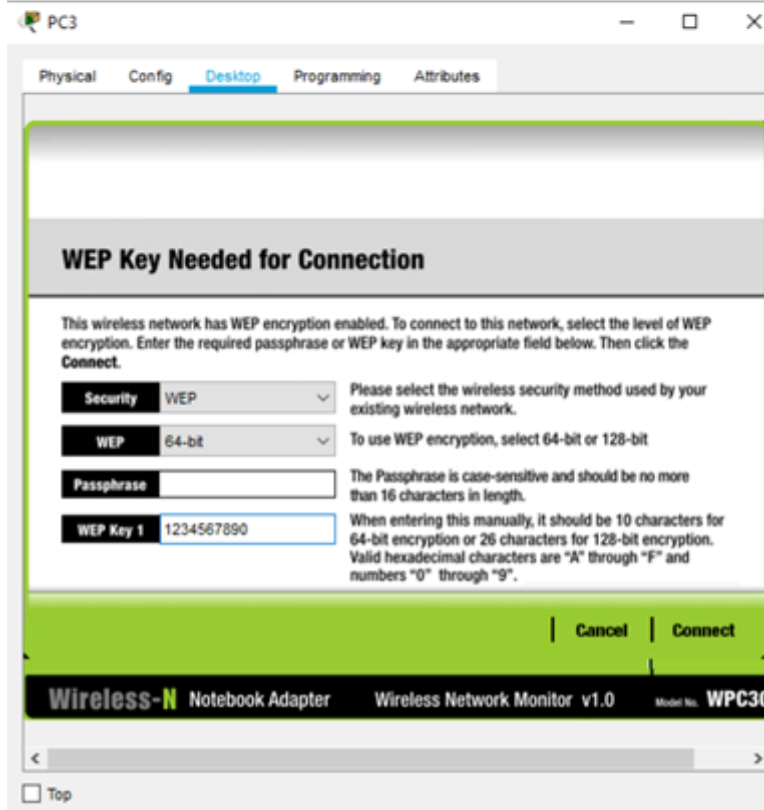 PC3
Physical Config Desktop Programming Attributes
WEP Key Needed for Connection
This wireless network has WEP encryption enabled. To connect to this network, select the level of WEP
encryption. Enter the required passphrase or WEP key in the appropriate field below. Then click the
Connect.
Security WEP Please select the wireless security method used by your
existing wireless network.
WEP 64-bit To use WEP encryption, select 64-bit or 128-bit
Passphrase The Passphrase is case-sensitive and should be no more
than 16 characters in length.
WEP Key 1 1234567890 When entering this manually, it should be 10 characters for
64-bit encryption or 26 characters for 128-bit encryption.
Valid hexadecimal characters are “A” through “F” and
numbers “0” through “9”.
Cancel Connect
Wireless-N Notebook Adapter Wireless Network Monitor v1.0 Model No. WPC30
Top